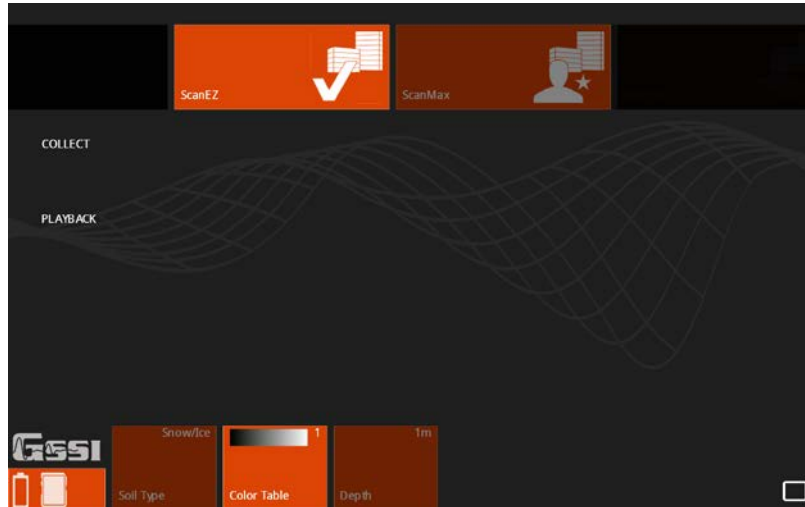 ScanEZ
ScanMax
COLLECT
PLAYBACK
GSSI
Snow/Ice
Soil Type
1
Color Table
1m
Depth